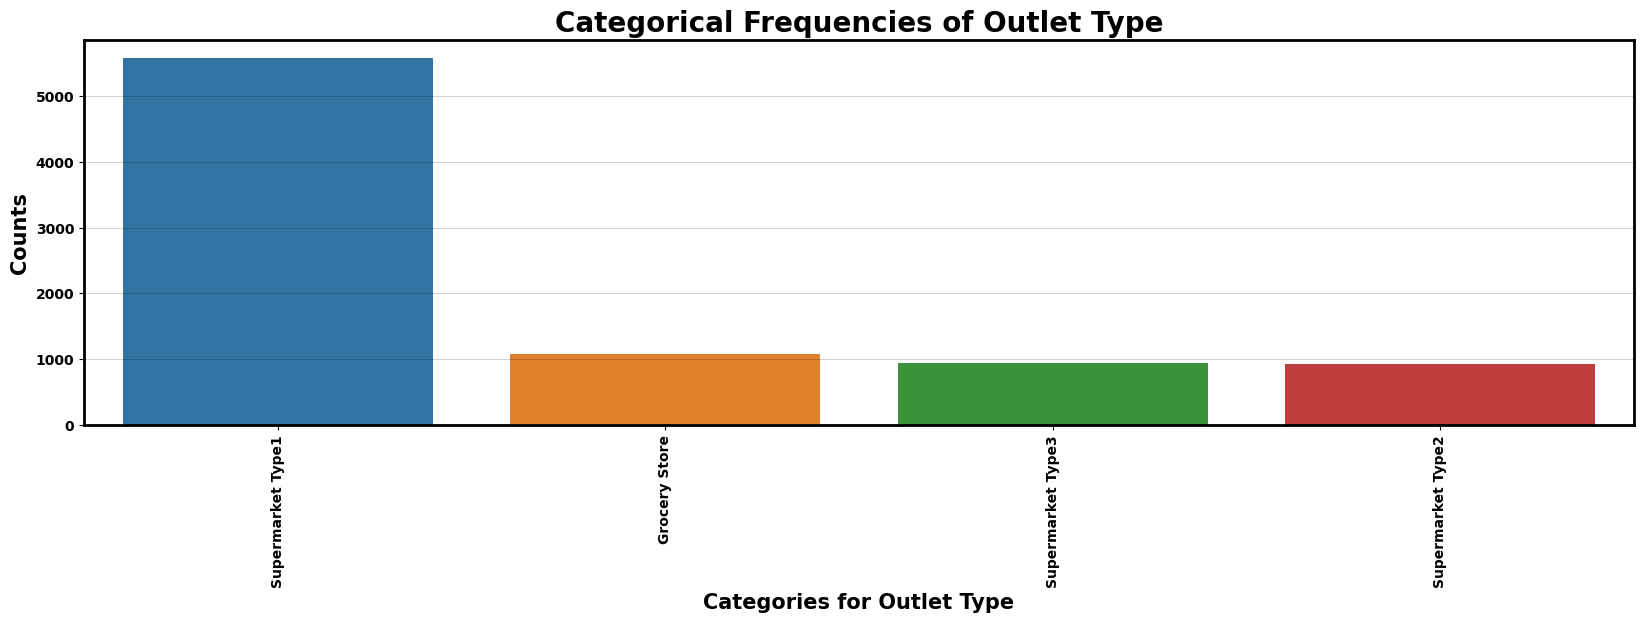 Categorical Frequencies of Outlet Type
Counts
5000
4000
3000
2000
1000
0
Supermarket Type1
Grocery Store
Supermarket Type3
Supermarket Type2
Categories for Outlet Type